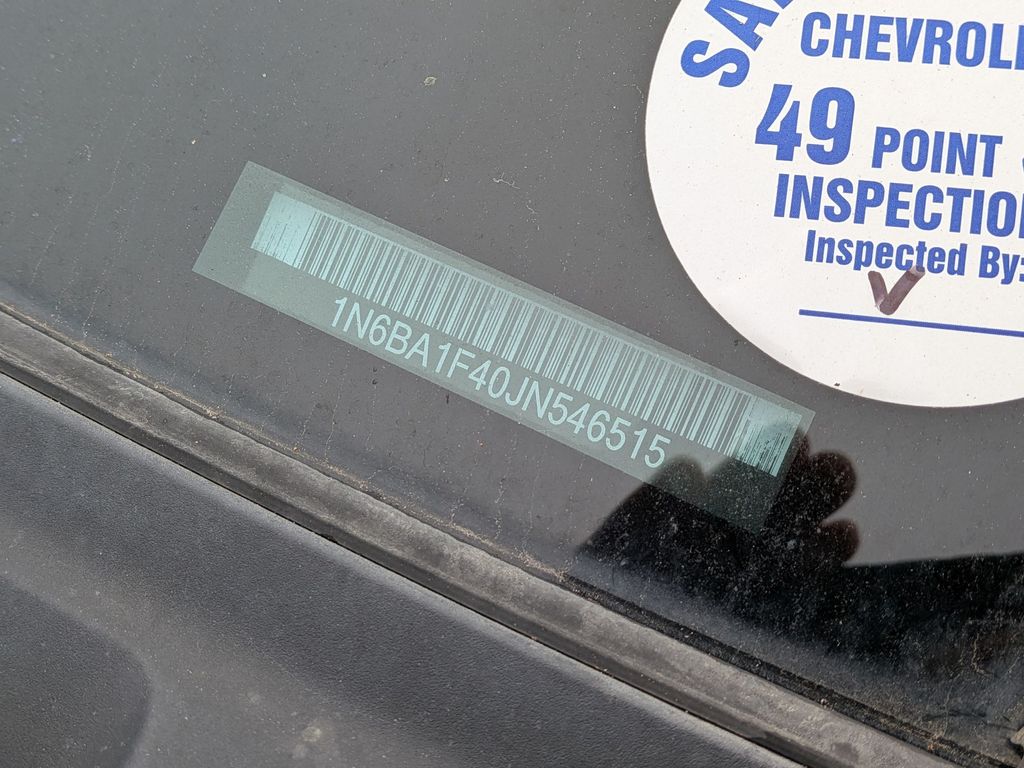 CHEVROL
49 POINT
INSPECTIO
Inspected By:
1N6BA1F40JN546515